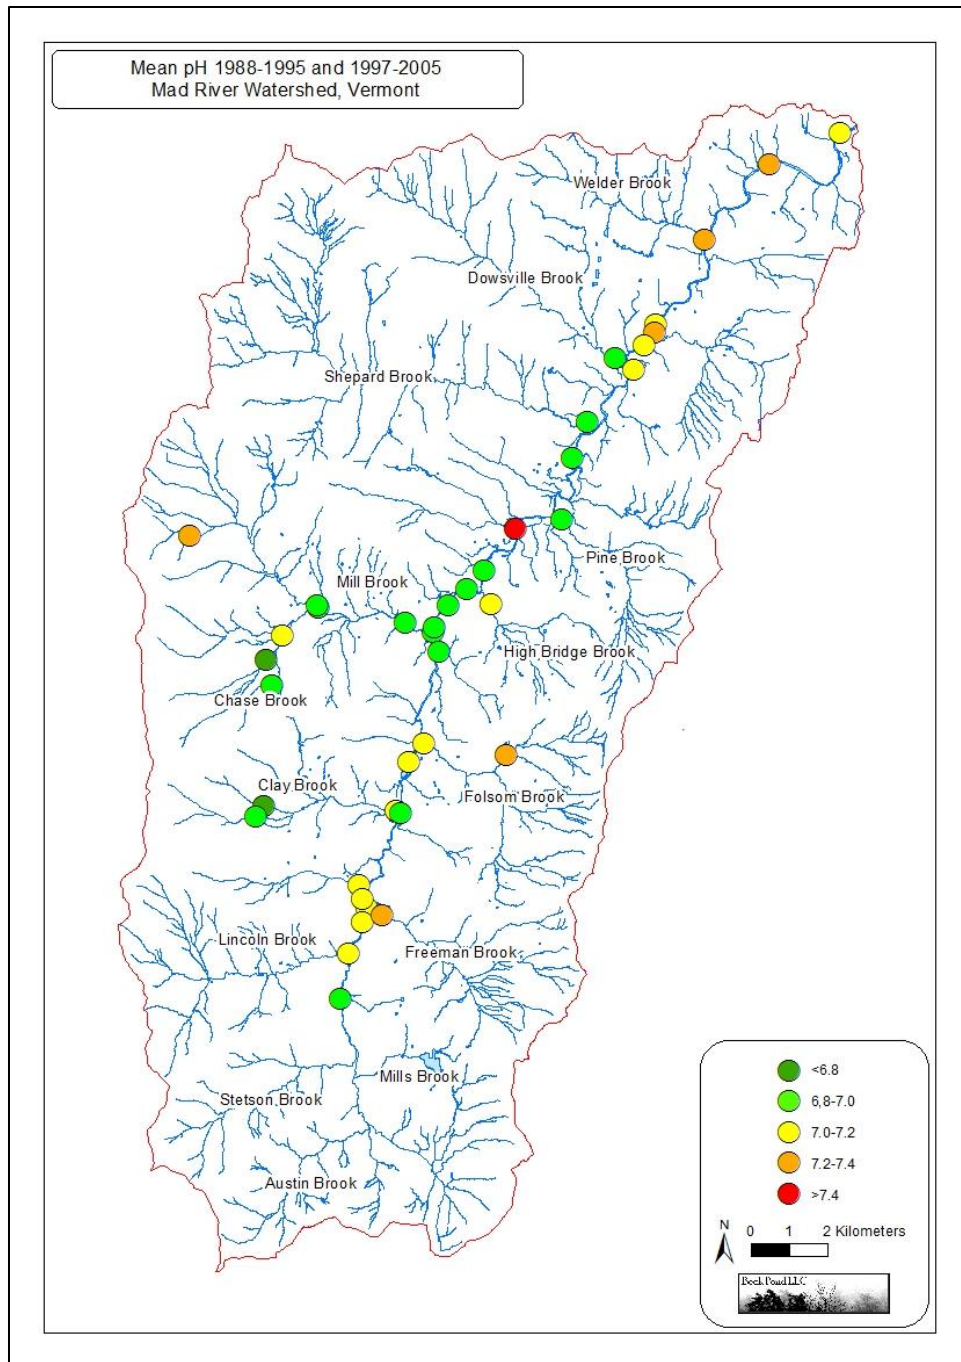 Mean pH 1988-1995 and 1997-2005
Mad River Watershed, Vermont
Welder Brook
Dowsville Brook
Shepard Brook
Pine Brook
Mill Brook
High Bridge Brook
Chase Brook
Clay Brook
Folsom Brook
Lincoln Brook
Freeman Brook
Mills Brook
Stetson Brook
Austin Brook
<6.8
6,8-7.0
7.0-7.2
7.2-7.4
>7.4
N
0 1 2 Kilometers
Beck Pond LLC